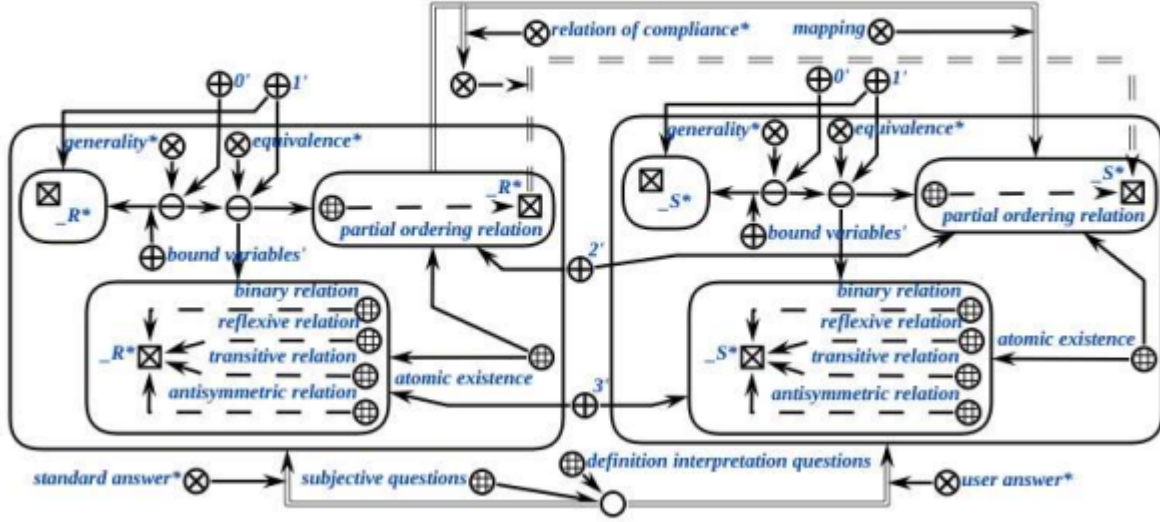 relation of compliance* mapping
0' 1' 0' 1'
generality* equivalence* generality* equivalence*
_R* _R* _S* _S*
partial ordering relation partial ordering relation
bound variables' 2' bound variables'
binary relation binary relation
reflexive relation reflexive relation
_R* transitive relation atomic existence _S* transitive relation atomic existence
antisymmetric relation 3' antisymmetric relation
standard answer* subjective questions definition interpretation questions user answer*